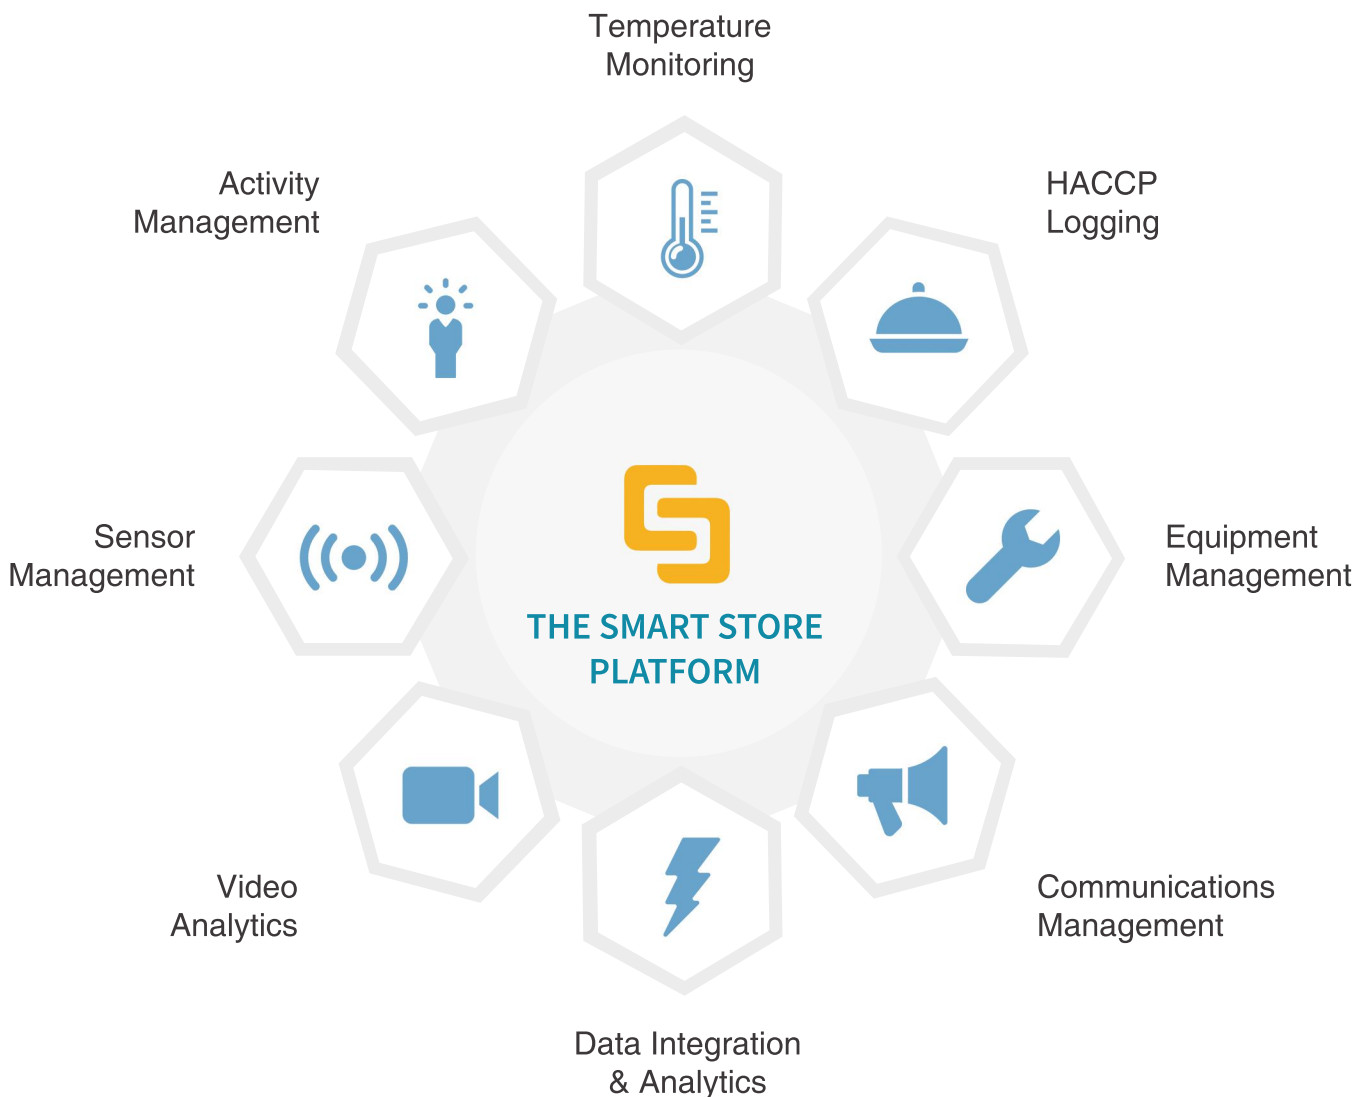 Temperature
Monitoring
Activity
Management
HACCP
Logging
Sensor
Management
THE SMART STORE
PLATFORM
Equipment
Management
Video
Analytics
Communications
Management
Data Integration
& Analytics